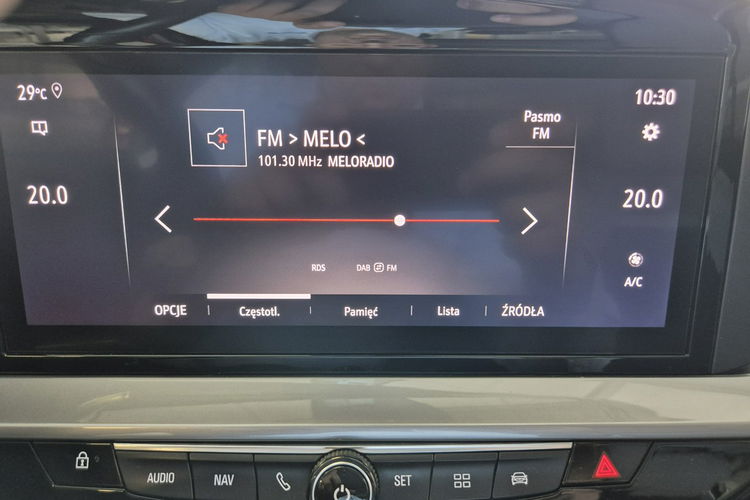 29°C
10:30
Pasmo
FM
FM > MELO <
101.30 MHz MELORADIO
20.0
20.0
RDS
DAB FM
A/C
OPCJE
Częstotl.
Pamięć
Lista
ŹRÓDŁA
AUDIO
NAV
SET